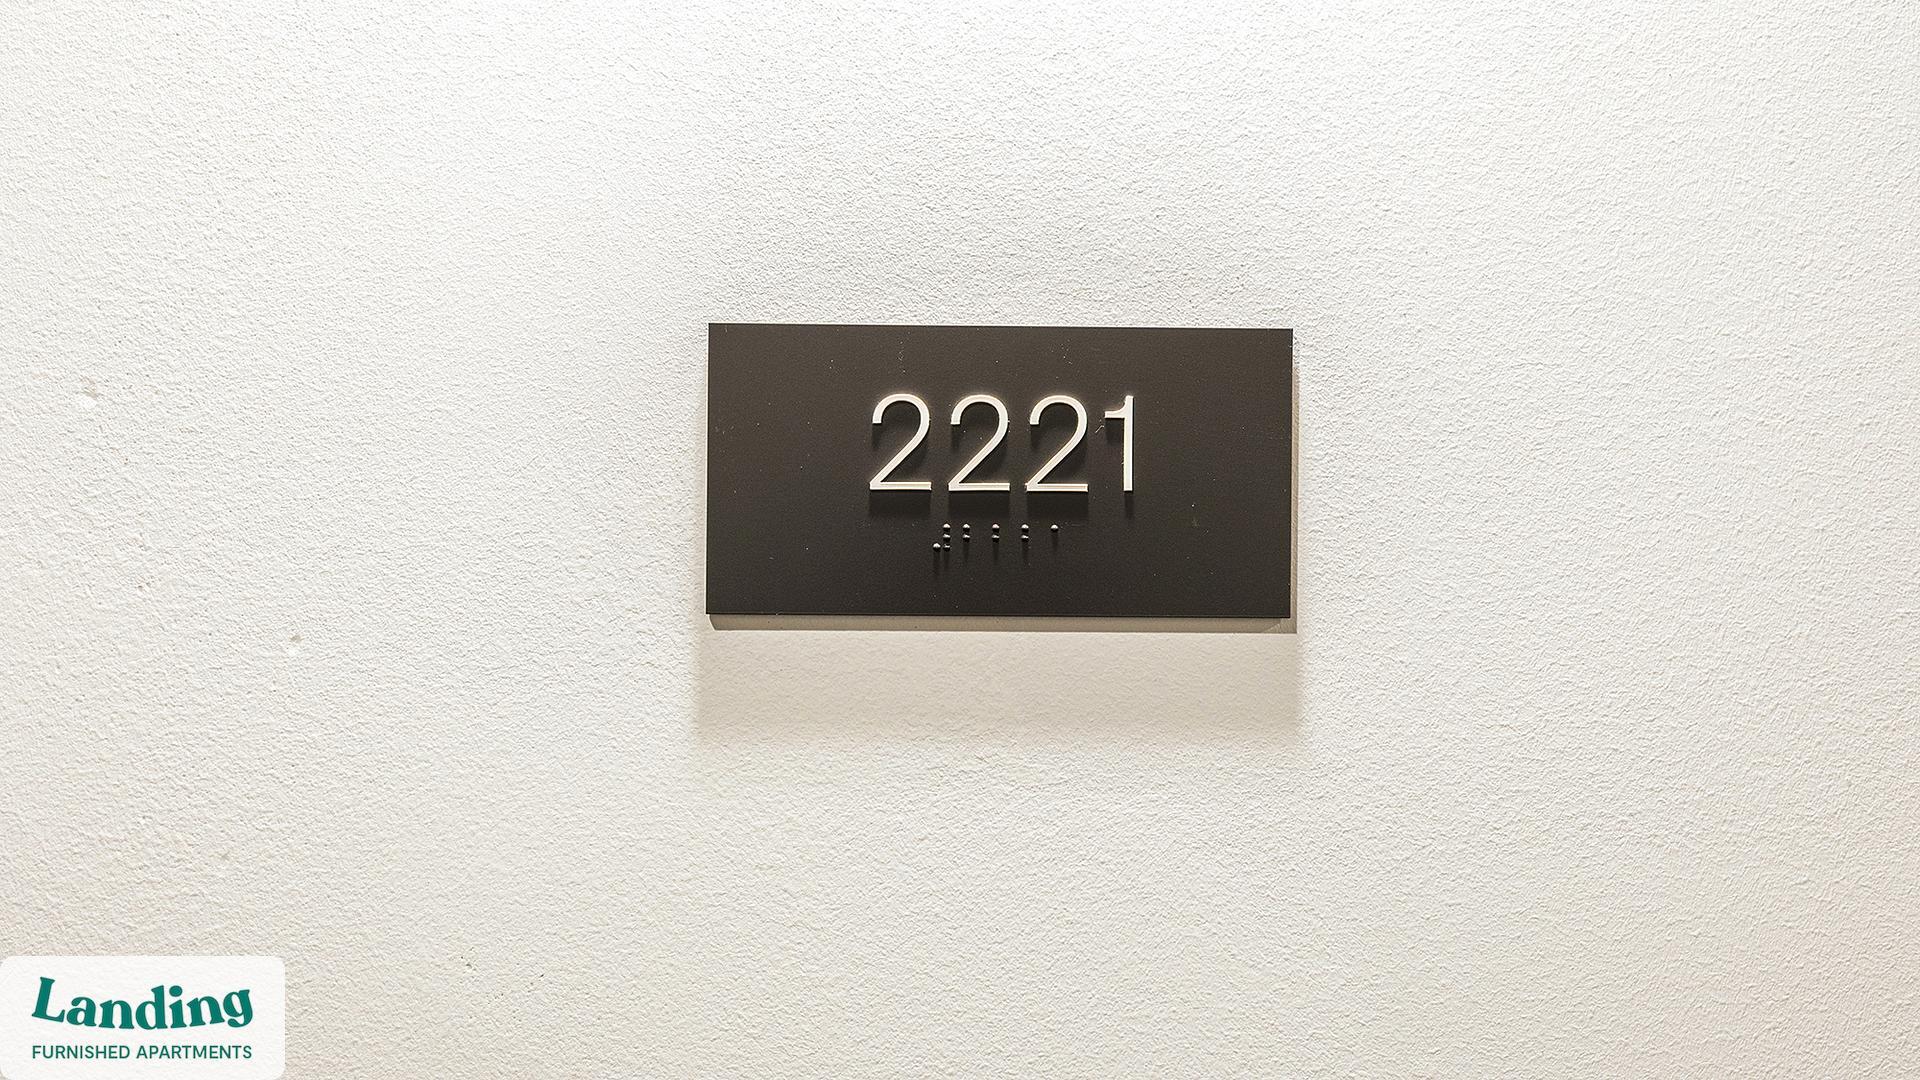 2221
⠼⠃⠃⠃⠁
Landing
FURNISHED APARTMENTS